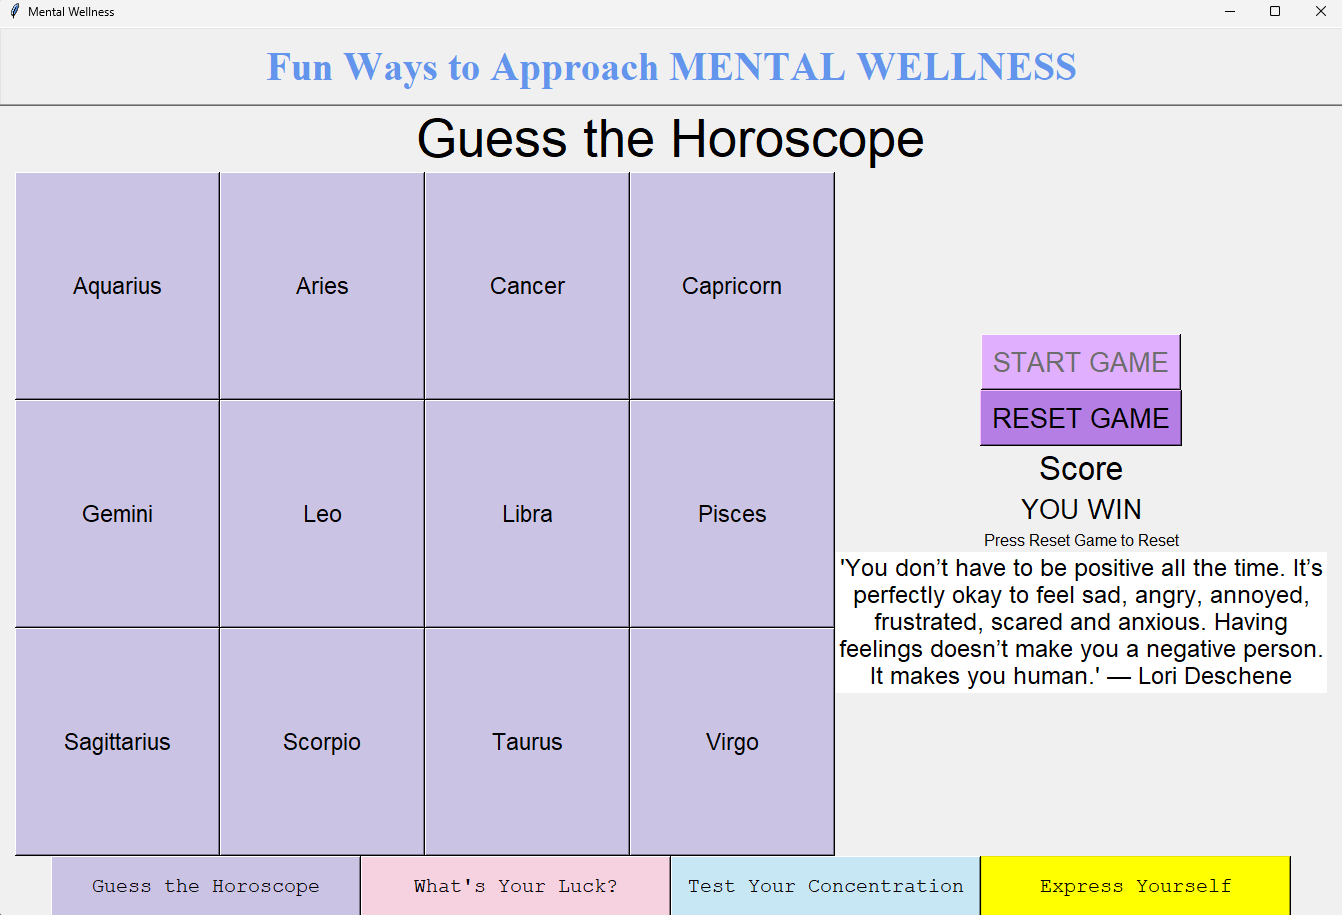 Mental Wellness
Fun Ways to Approach MENTAL WELLNESS
Guess the Horoscope
Aquarius
Aries
Cancer
Capricorn
Gemini
Leo
Libra
Pisces
Sagittarius
Scorpio
Taurus
Virgo
START GAME
RESET GAME
Score
YOU WIN
Press Reset Game to Reset
'You don’t have to be positive all the time. It’s
perfectly okay to feel sad, angry, annoyed,
frustrated, scared and anxious. Having
feelings doesn’t make you a negative person.
It makes you human.' — Lori Deschene
Guess the Horoscope
What's Your Luck?
Test Your Concentration
Express Yourself